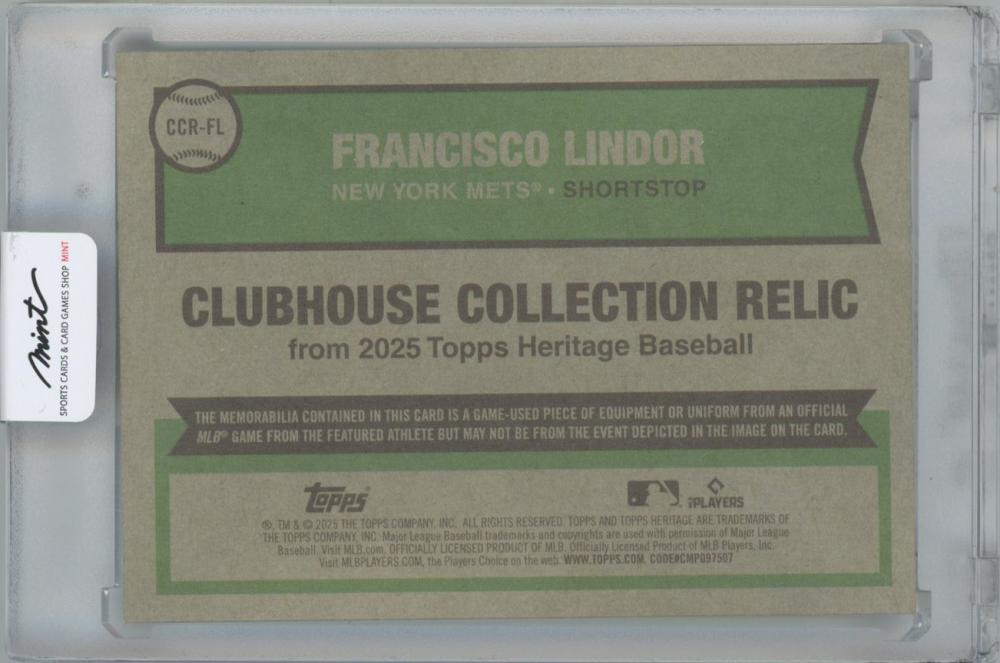 CCR-FL
FRANCISCO LINDOR
NEW YORK METS® • SHORTSTOP
CLUBHOUSE COLLECTION RELIC
from 2025 Topps Heritage Baseball
THE MEMORABILIA CONTAINED IN THIS CARD IS A GAME-USED PIECE OF EQUIPMENT OR UNIFORM FROM AN OFFICIAL
MLB® GAME FROM THE FEATURED ATHLETE BUT MAY NOT BE FROM THE EVENT DEPICTED IN THE IMAGE ON THE CARD.
Topps
PLAYERS
®, TM & © 2025 THE TOPPS COMPANY, INC. ALL RIGHTS RESERVED. TOPPS AND TOPPS HERITAGE ARE TRADEMARKS OF
THE TOPPS COMPANY, INC. Major League Baseball trademarks and copyrights are used with permission of Major League
Baseball. Visit MLB.com. OFFICIALLY LICENSED PRODUCT OF MLB. Officially Licensed Product of MLB Players, Inc.
Visit MLBPLAYERS.COM, the Players Choice on the web. WWW.TOPPS.COM. CODE#CMP097507
mint
SPORTS CARDS & CARD GAMES SHOP MINT